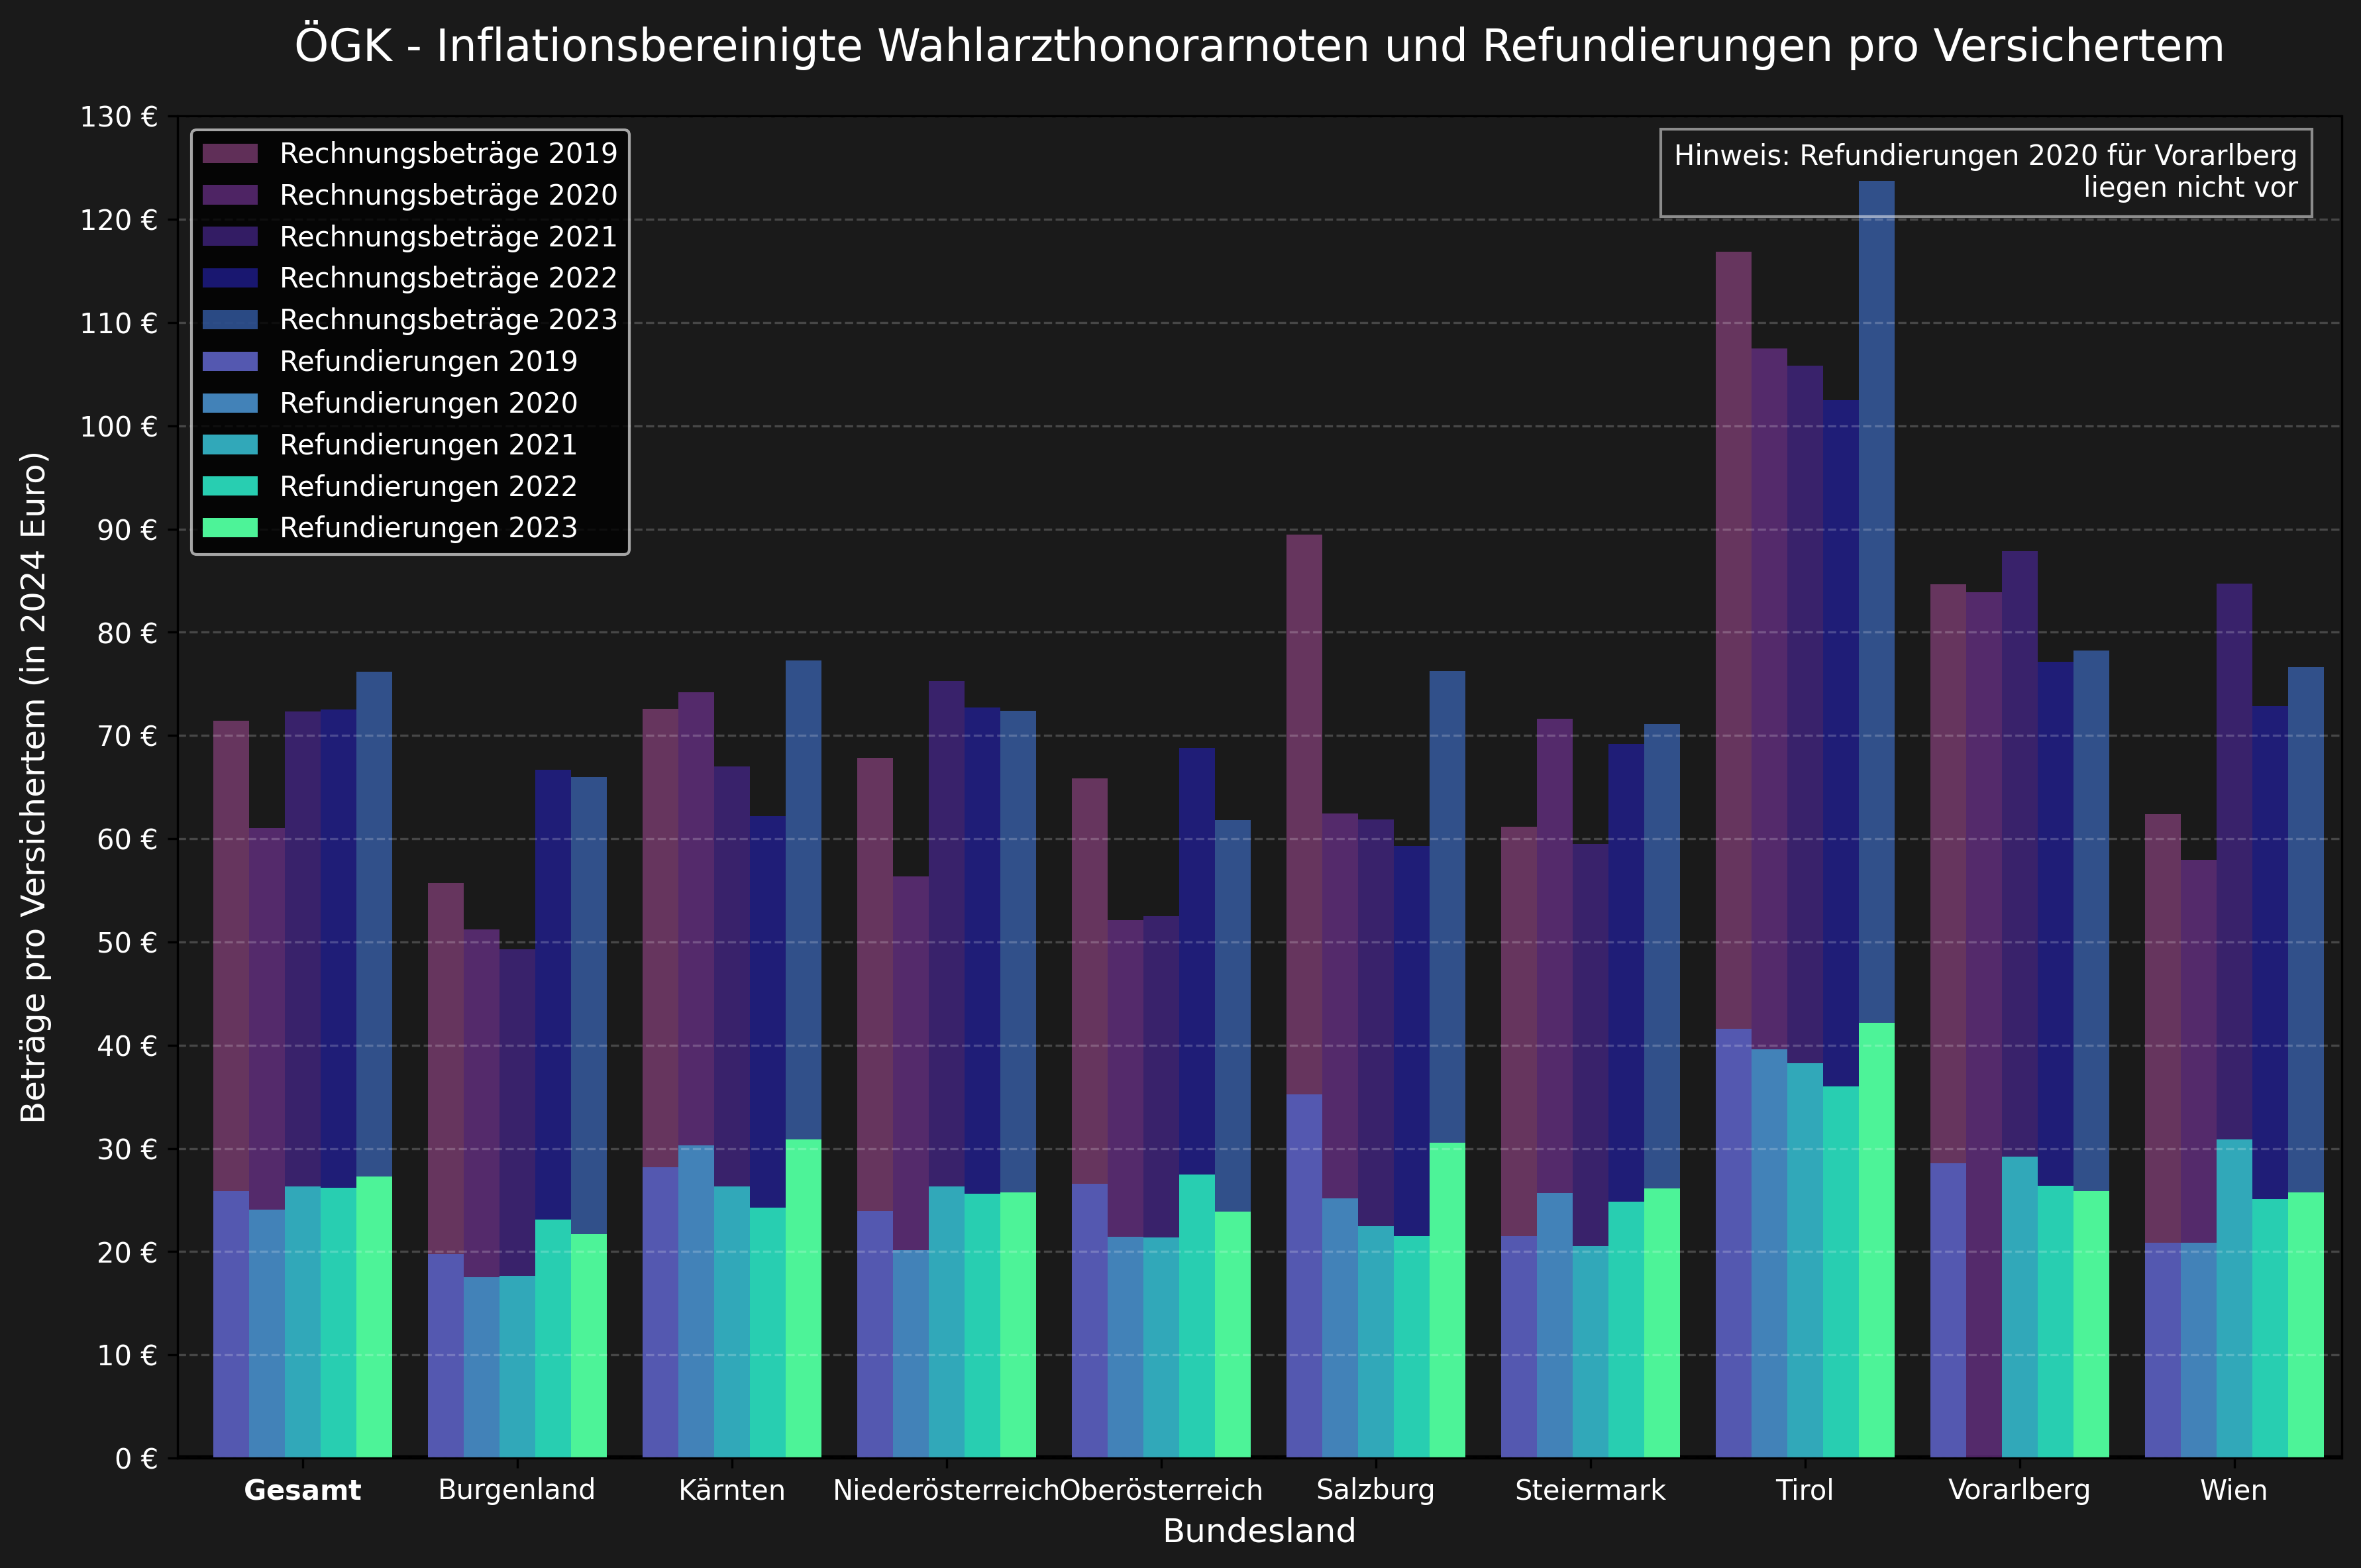 ÖGK - Inflationsbereinigte Wahlarzthonorarnoten und Refundierungen pro Versichertem
Beträge pro Versichertem (in 2024 Euro)
130 €
120 €
110 €
100 €
90 €
80 €
70 €
60 €
50 €
40 €
30 €
20 €
10 €
0 €
Rechnungsbeträge 2019
Rechnungsbeträge 2020
Rechnungsbeträge 2021
Rechnungsbeträge 2022
Rechnungsbeträge 2023
Refundierungen 2019
Refundierungen 2020
Refundierungen 2021
Refundierungen 2022
Refundierungen 2023
Hinweis: Refundierungen 2020 für Vorarlberg
liegen nicht vor
Gesamt Burgenland Kärnten Niederösterreich Oberösterreich Salzburg Steiermark Tirol Vorarlberg Wien
Bundesland